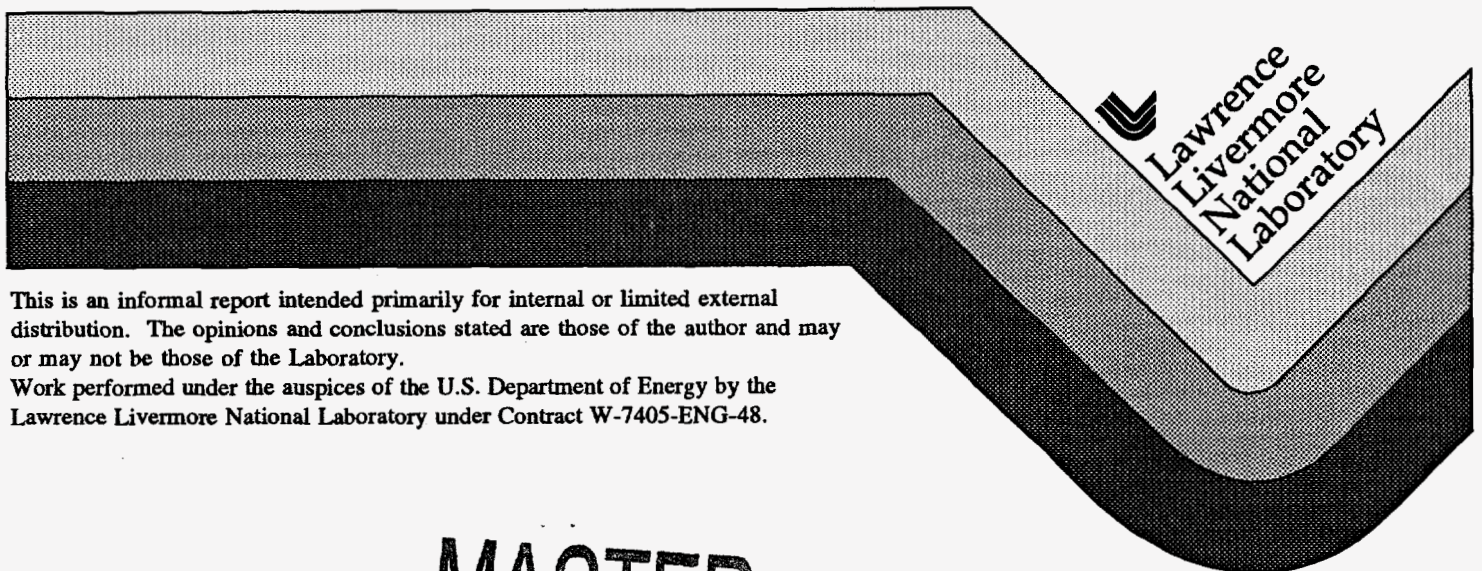 Lawrence
Livermore
National
Laboratory
This is an informal report intended primarily for internal or limited external
distribution. The opinions and conclusions stated are those of the author and may
or may not be those of the Laboratory.
Work performed under the auspices of the U.S. Department of Energy by the
Lawrence Livermore National Laboratory under Contract W-7405-ENG-48.
MASTER